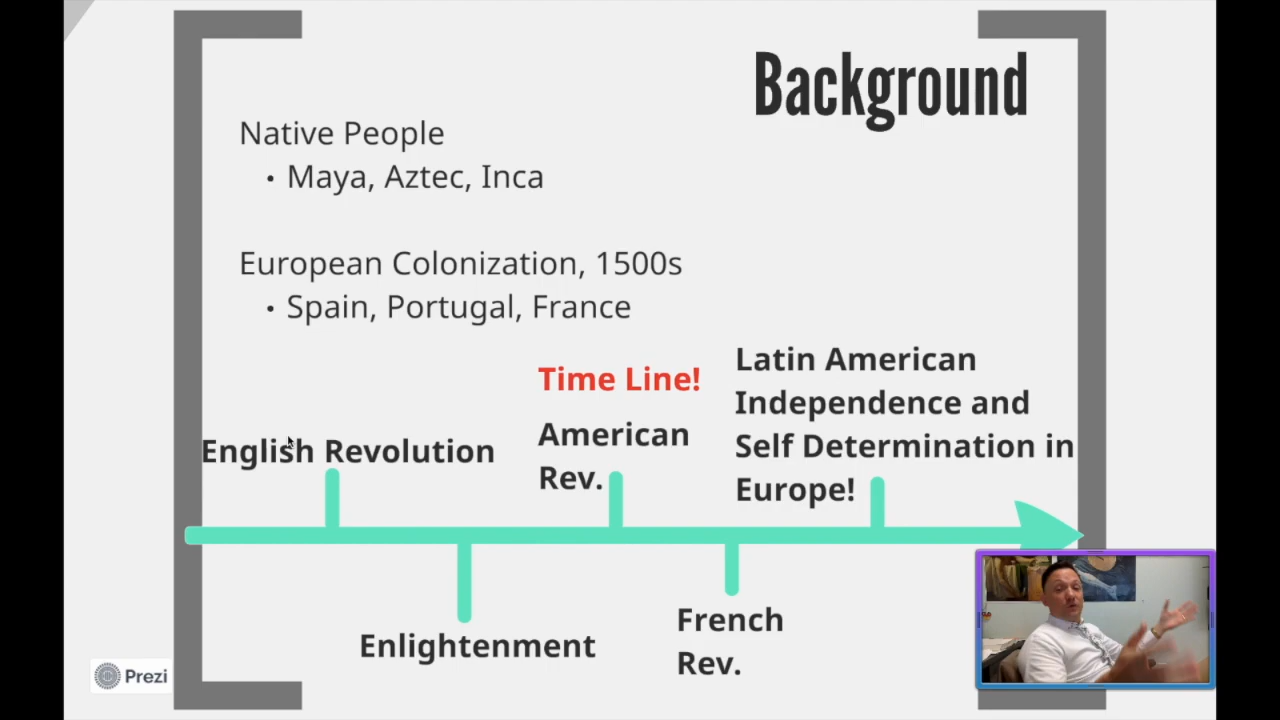 Background
Native People
• Maya, Aztec, Inca
European Colonization, 1500s
• Spain, Portugal, France
Time Line!
English Revolution
American
Rev.
Latin American
Independence and
Self Determination in
Europe!
Enlightenment
French
Rev.
Prezi